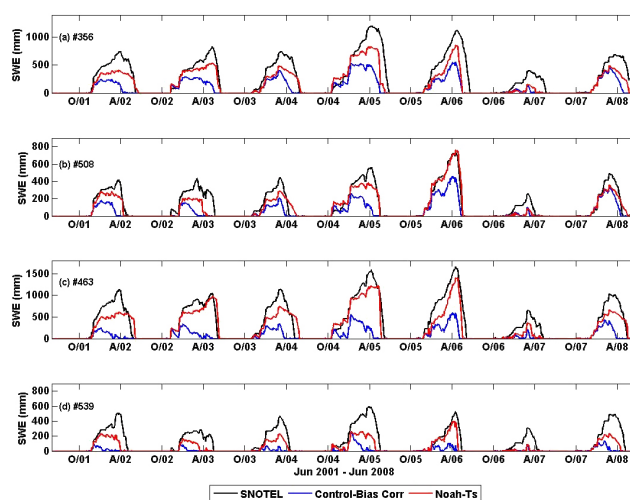 SWE (mm)
1000
500
0
(a) #356
O/01 A/02 O/02 A/03 O/03 A/04 O/04 A/05 O/05 A/06 O/06 A/07 O/07 A/08
SWE (mm)
800
600
400
200
0
(b) #508
O/01 A/02 O/02 A/03 O/03 A/04 O/04 A/05 O/05 A/06 O/06 A/07 O/07 A/08
SWE (mm)
1500
1000
500
0
(c) #463
O/01 A/02 O/02 A/03 O/03 A/04 O/04 A/05 O/05 A/06 O/06 A/07 O/07 A/08
SWE (mm)
800
600
400
200
0
(d) #539
O/01 A/02 O/02 A/03 O/03 A/04 O/04 A/05 O/05 A/06 O/06 A/07 O/07 A/08
Jun 2001 - Jun 2008
SNOTEL Control-Bias Corr Noah-Ts